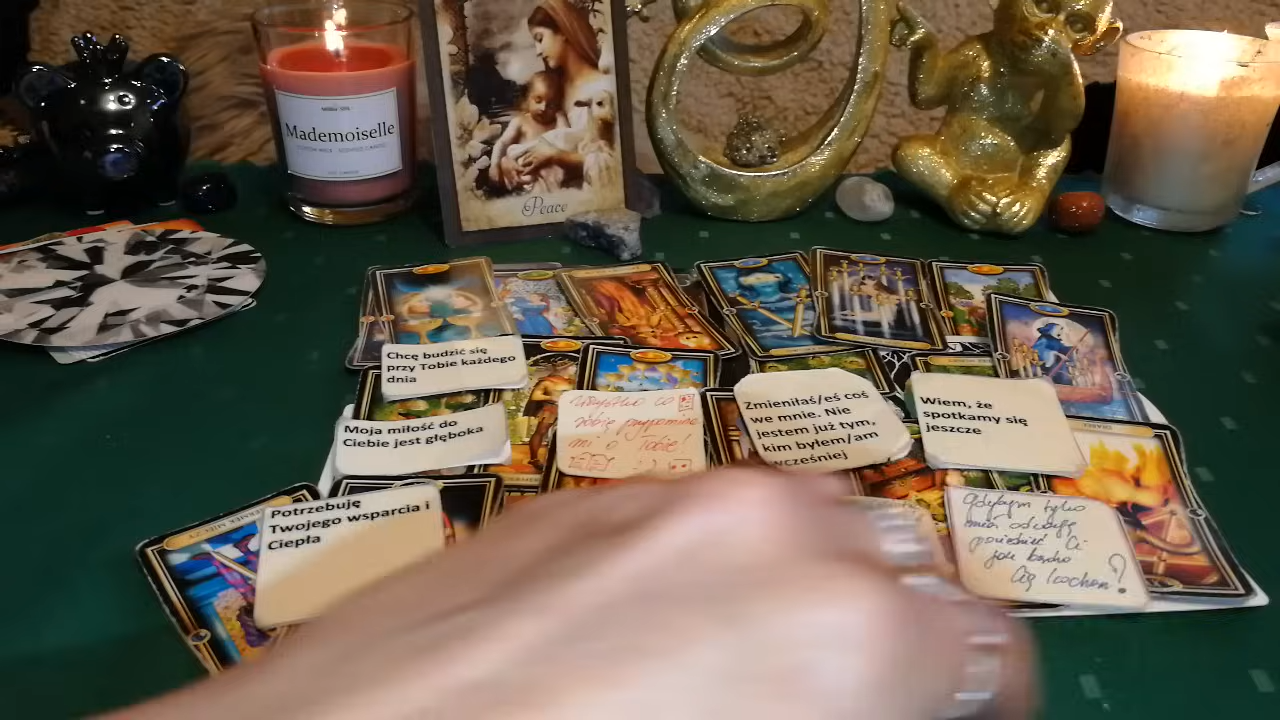 Mademoiselle
Peace
Chcę budzić się
przy Tobie każdego
dnia
Moja miłość do
Ciebie jest głęboka
Wszystko co
robię przypomina
mi o Tobie!
Zmieniłaś/eś coś
we mnie. Nie
jestem już tym,
kim byłem/am
wcześniej
Wiem, że
spotkamy się
jeszcze
Potrzebuję
Twojego wsparcia i
Ciepła
Gdybym tylko
miał odwagę
powiedzieć Ci
jak bardzo
Cię kocham!